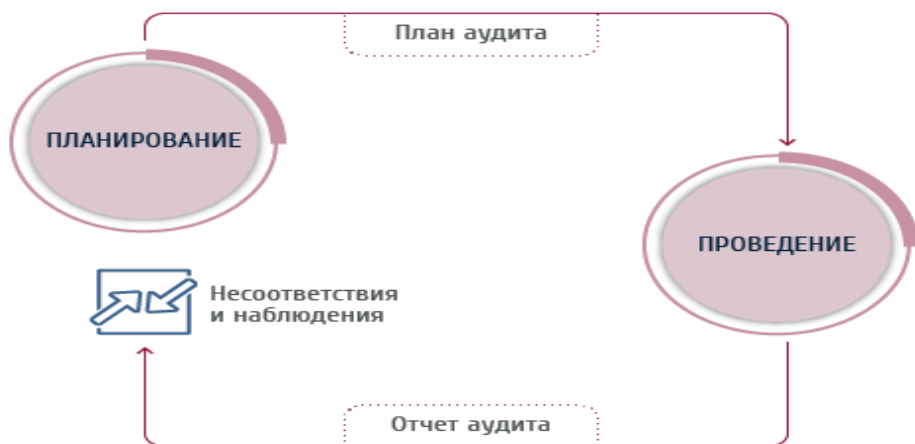 План аудита
ПЛАНИРОВАНИЕ
ПРОВЕДЕНИЕ
Несоответствия
и наблюдения
Отчет аудита